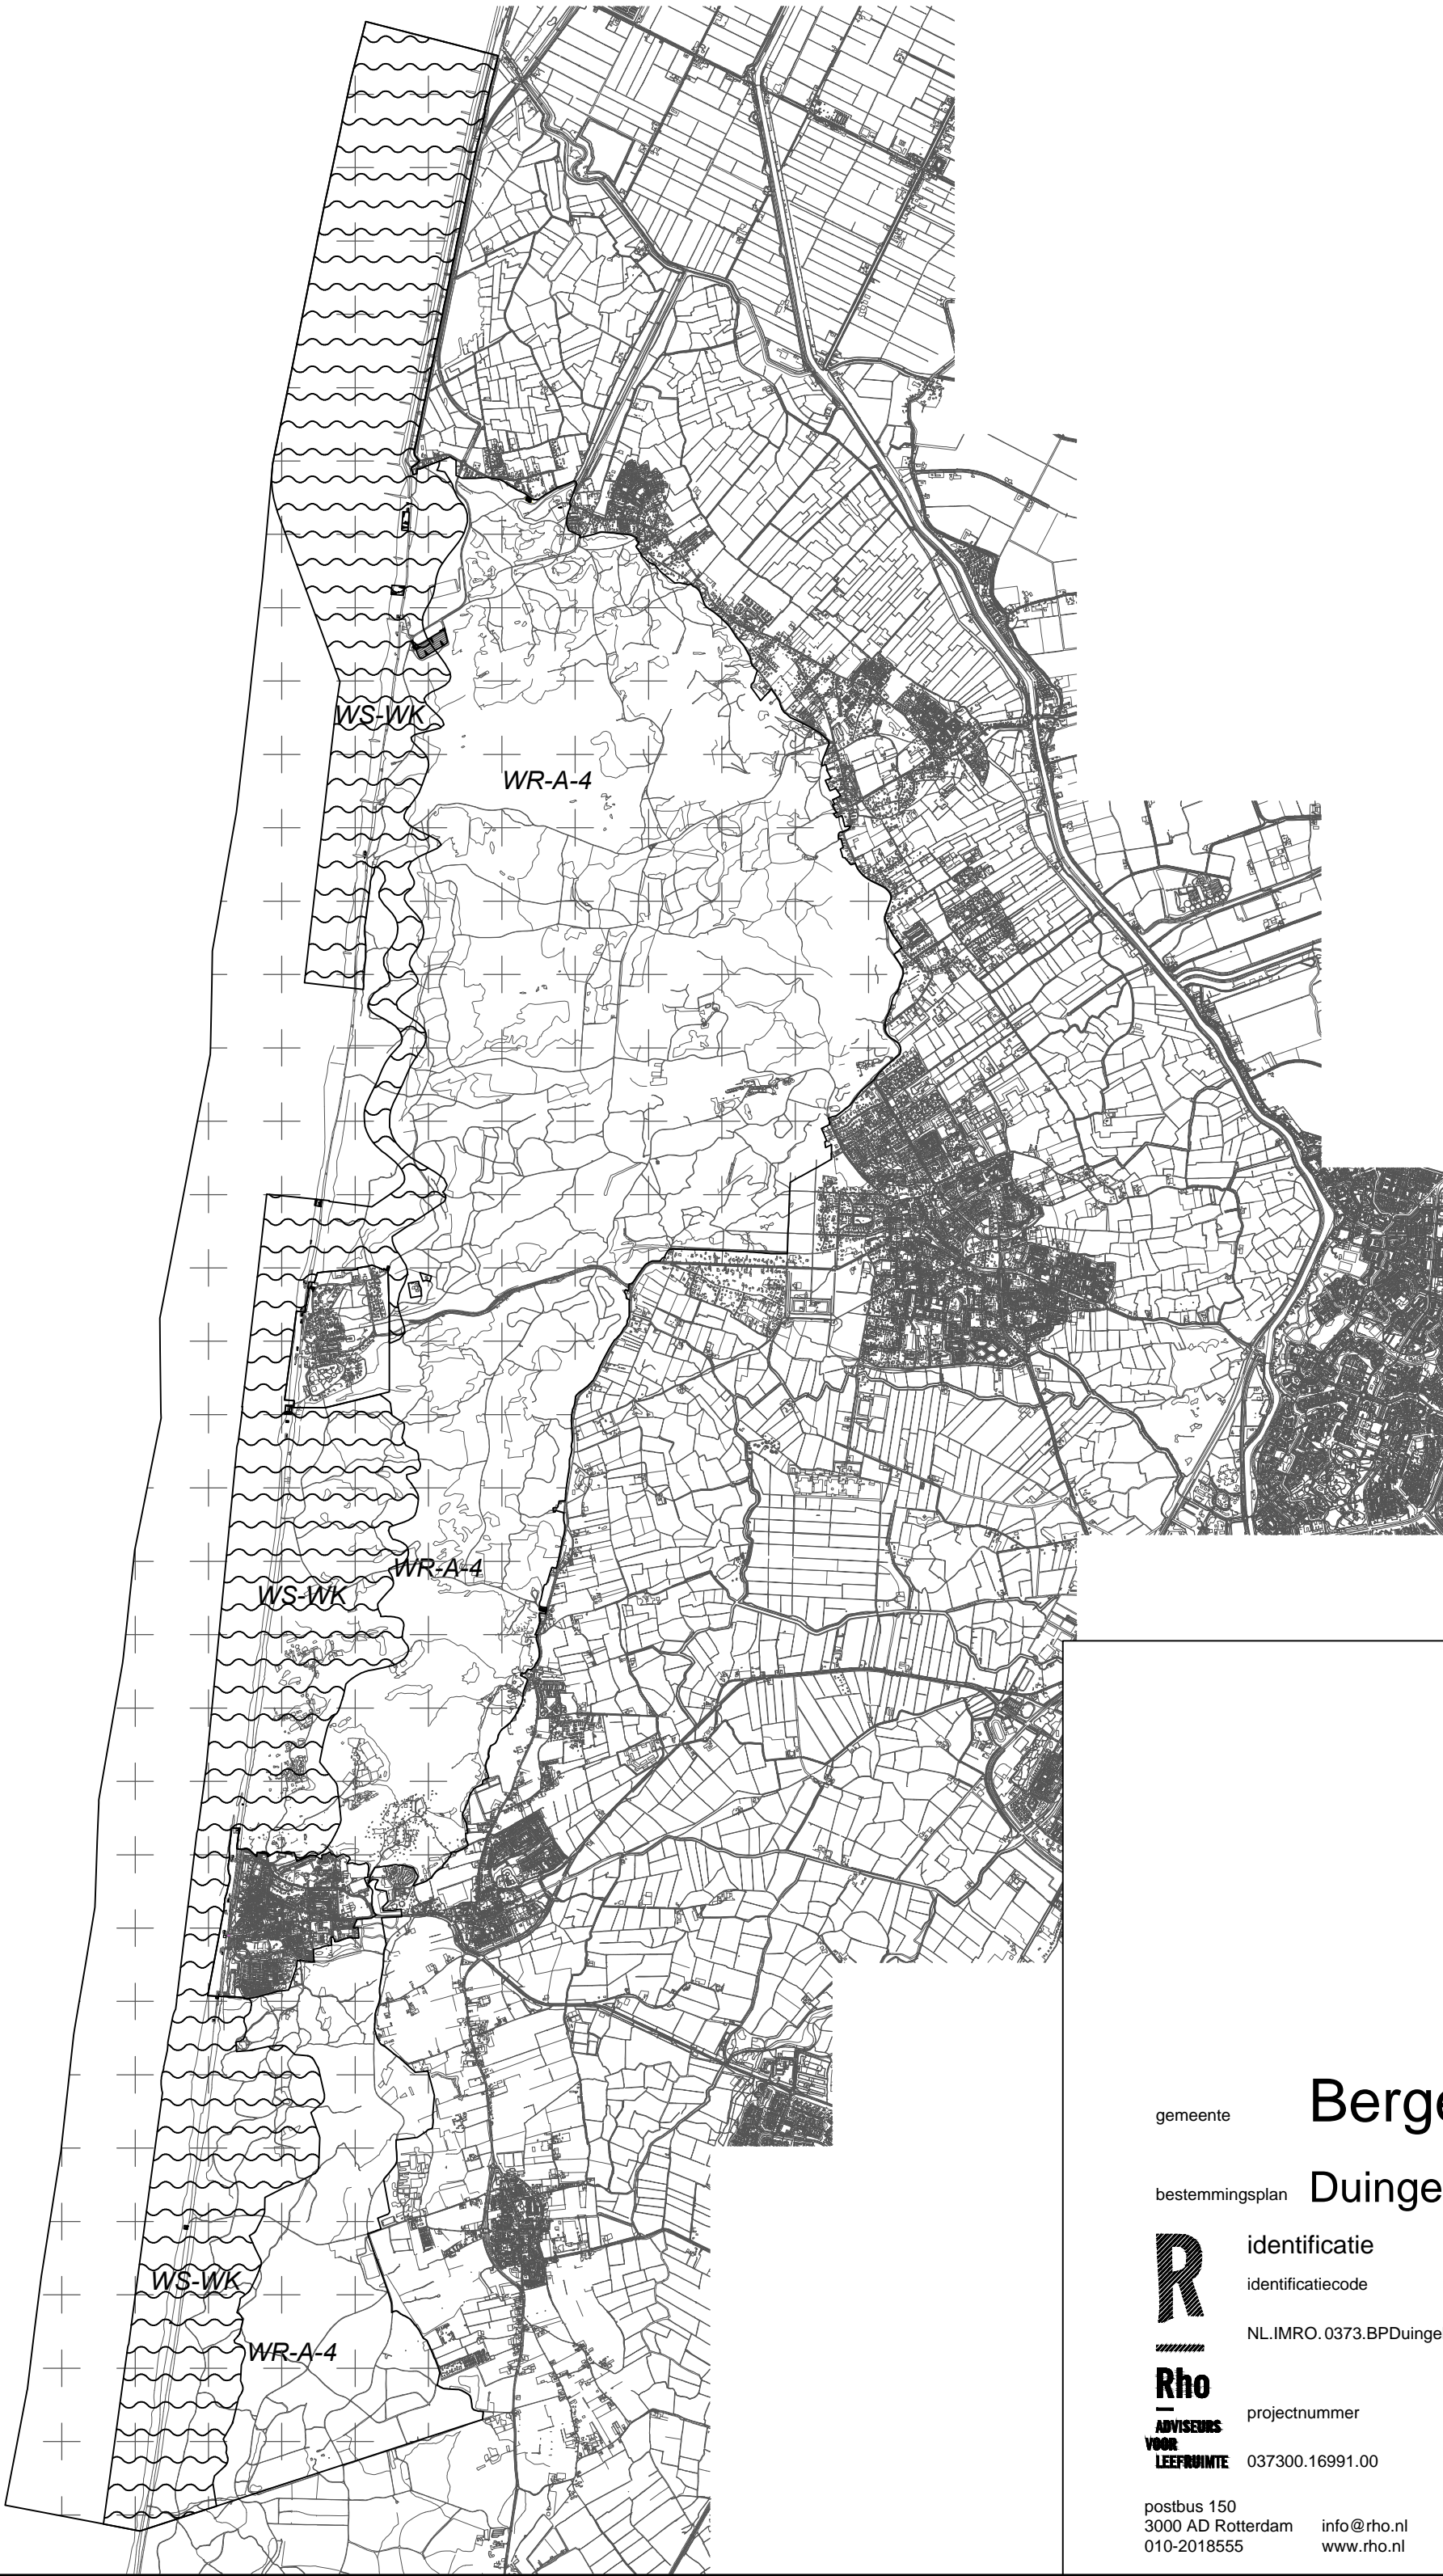 WS-WK
WR-A-4
WR-A-4
WS-WK
WS-WK
WR-A-4
gemeente Berge
bestemmingsplan Duinge
identificatie
identificatiecode
NL.IMRO.0373.BPDuinge
R
Rho
ADVISEURS
VOOR
LEEFRUIMTE
projectnummer
037300.16991.00
postbus 150
3000 AD Rotterdam info@rho.nl
010-2018555 www.rho.nl